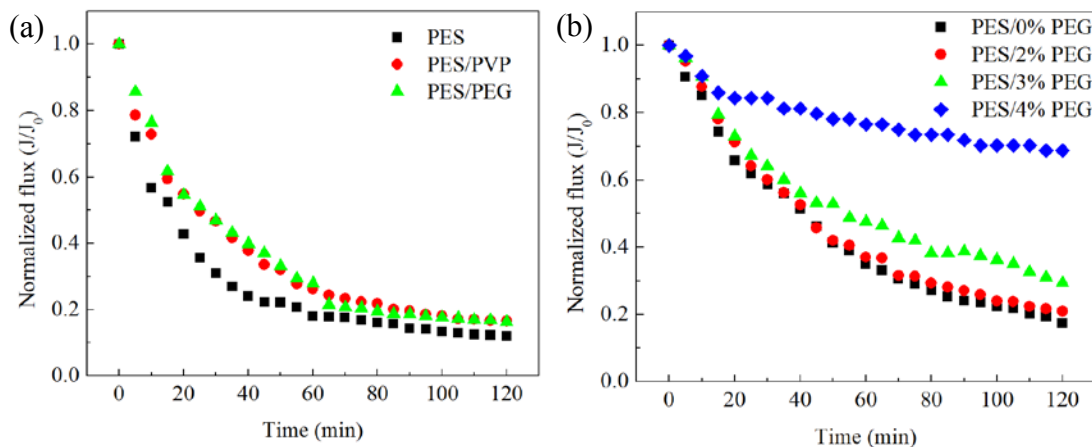 (a)
PES
PES/PVP
PES/PEG
Normalized flux (J/J₀)
1.0
0.8
0.6
0.4
0.2
0.0
0 20 40 60 80 100 120
Time (min)
(b)
PES/0% PEG
PES/2% PEG
PES/3% PEG
PES/4% PEG
Normalized flux (J/J₀)
1.0
0.8
0.6
0.4
0.2
0.0
0 20 40 60 80 100 120
Time (min)